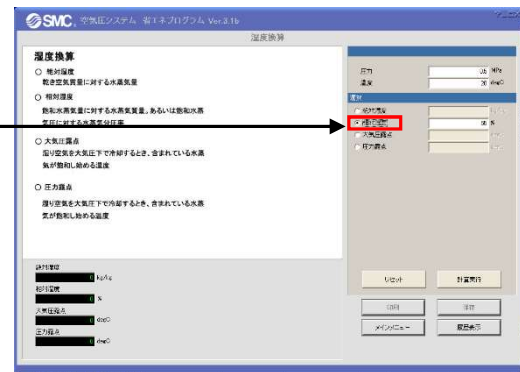 SMC. 空気圧システム 省エネプログラム Ver.3.1b
湿度換算
湿度換算
○ 絶対湿度
乾き空気質量に対する水蒸気量
○ 相対湿度
飽和水蒸気量に対する水蒸気質量、あるいは飽和水蒸
気圧に対する水蒸気分圧率
○ 大気圧露点
湿り空気を大気圧下で冷却するとき、含まれている水蒸
気が飽和し始める温度
○ 圧力露点
湿り空気を大気圧下で冷却するとき、含まれている水蒸
気が飽和し始める温度
圧力 MPa
温度 20 degC
選択
絶対湿度
相対湿度 %
大気圧露点
圧力露点
絶対湿度
0 kg/kg
相対湿度
0 %
大気圧露点
0 degC
圧力露点
0 degC
リセット 計算実行
印刷 保存
メインメニュー 履歴表示